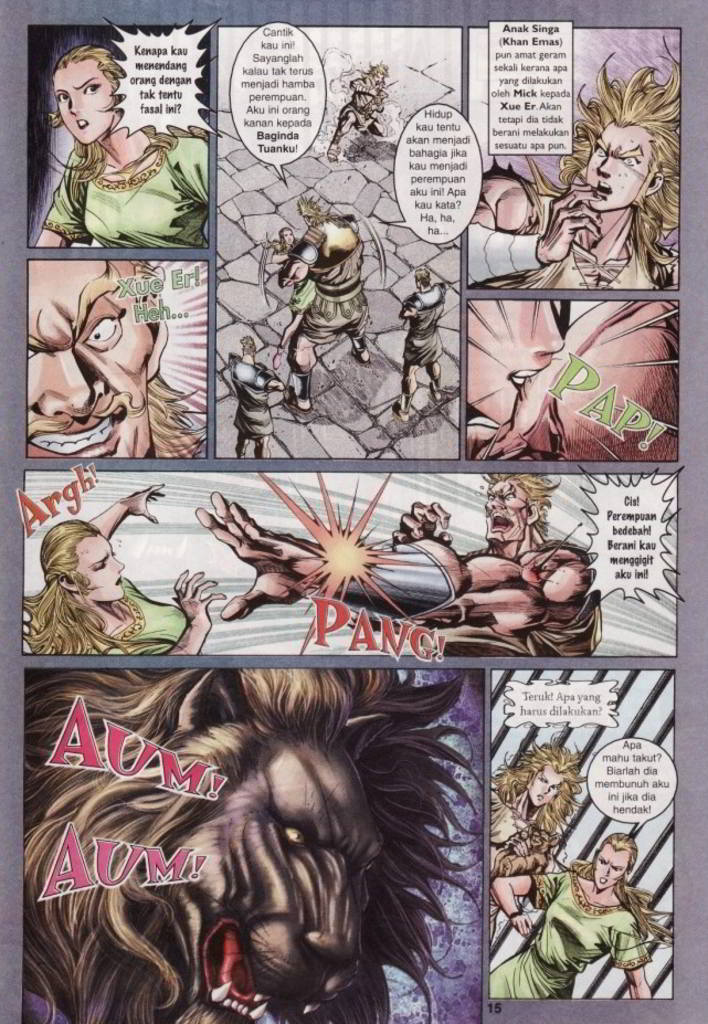 Kenapa kau
menendang
orang dengan
tak tentu
fasal ini?
Cantik
kau ini!
Sayanglah
kalau tak terus
menjadi hamba
perempuan.
Aku ini orang
kanan kepada
Baginda
Tuanku!
Hidup
kau tentu
akan menjadi
bahagia jika
menjadi
perempuan
aku ini! Apa
kau kata?
Ha, ha,
ha...
Anak Singa
(Khan Emas)
pun amat geram
sekali kerana apa
yang dilakukan
oleh Mick kepada
Xue Er. Akan
tetapi dia tidak
berani melakukan
sesuatu apa pun.
Xue Er!
Heh...
PAP!
Argh!
PANG!
Cis!
Perempuan
bedebah!
Berani kau
menggigit
aku ini!
AUM!
AUM!
Teruk! Apa yang
harus dilakukan?
Apa
mahu takut?
Biarlah dia
membunuh aku
ini jika dia
hendak!
15